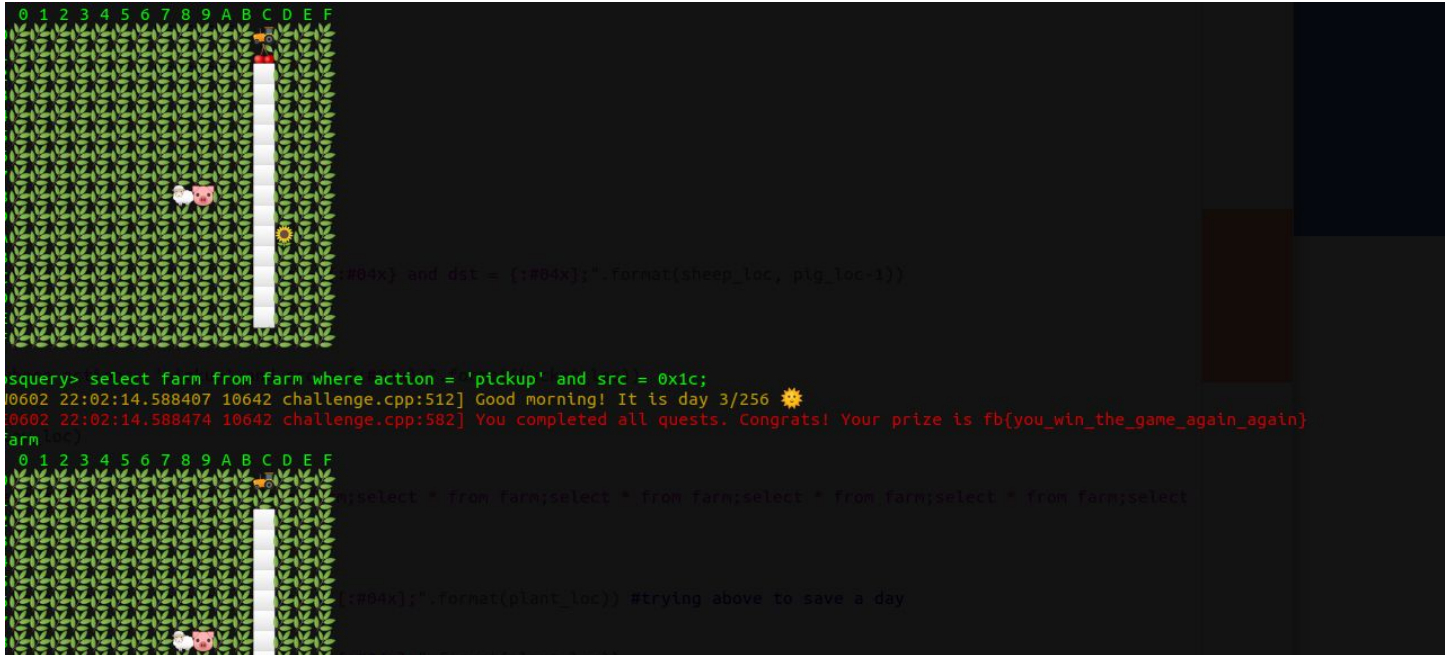 0 1 2 3 4 5 6 7 8 9 A B C D E F
:#04x} and dst = {:#04x};".format(sheep_loc, pig_loc-1))
osquery> select farm from farm where action = 'pickup' and src = 0x1c;
0602 22:02:14.588407 10642 challenge.cpp:512] Good morning! It is day 3/256
0602 22:02:14.588474 10642 challenge.cpp:582] You completed all quests. Congrats! Your prize is fb{you_win_the_game_again_again}
farm loc)
0 1 2 3 4 5 6 7 8 9 A B C D E F
m;select * from farm;select * from farm;select * from farm;select * from farm;select
{:#04x};".format(plant_loc)) #trying above to save a day